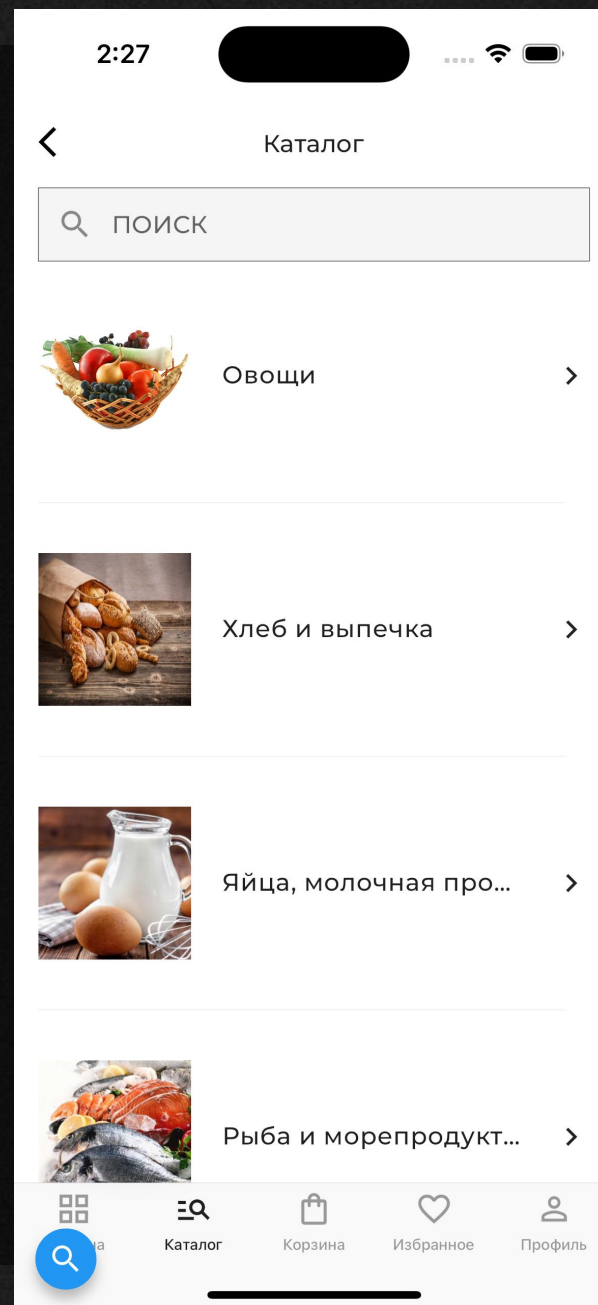 2:27
Каталог
ПОИСК
Овощи
Хлеб и выпечка
Яйца, молочная про...
Рыба и морепродукт...
Каталог
Корзина
Избранное
Профиль